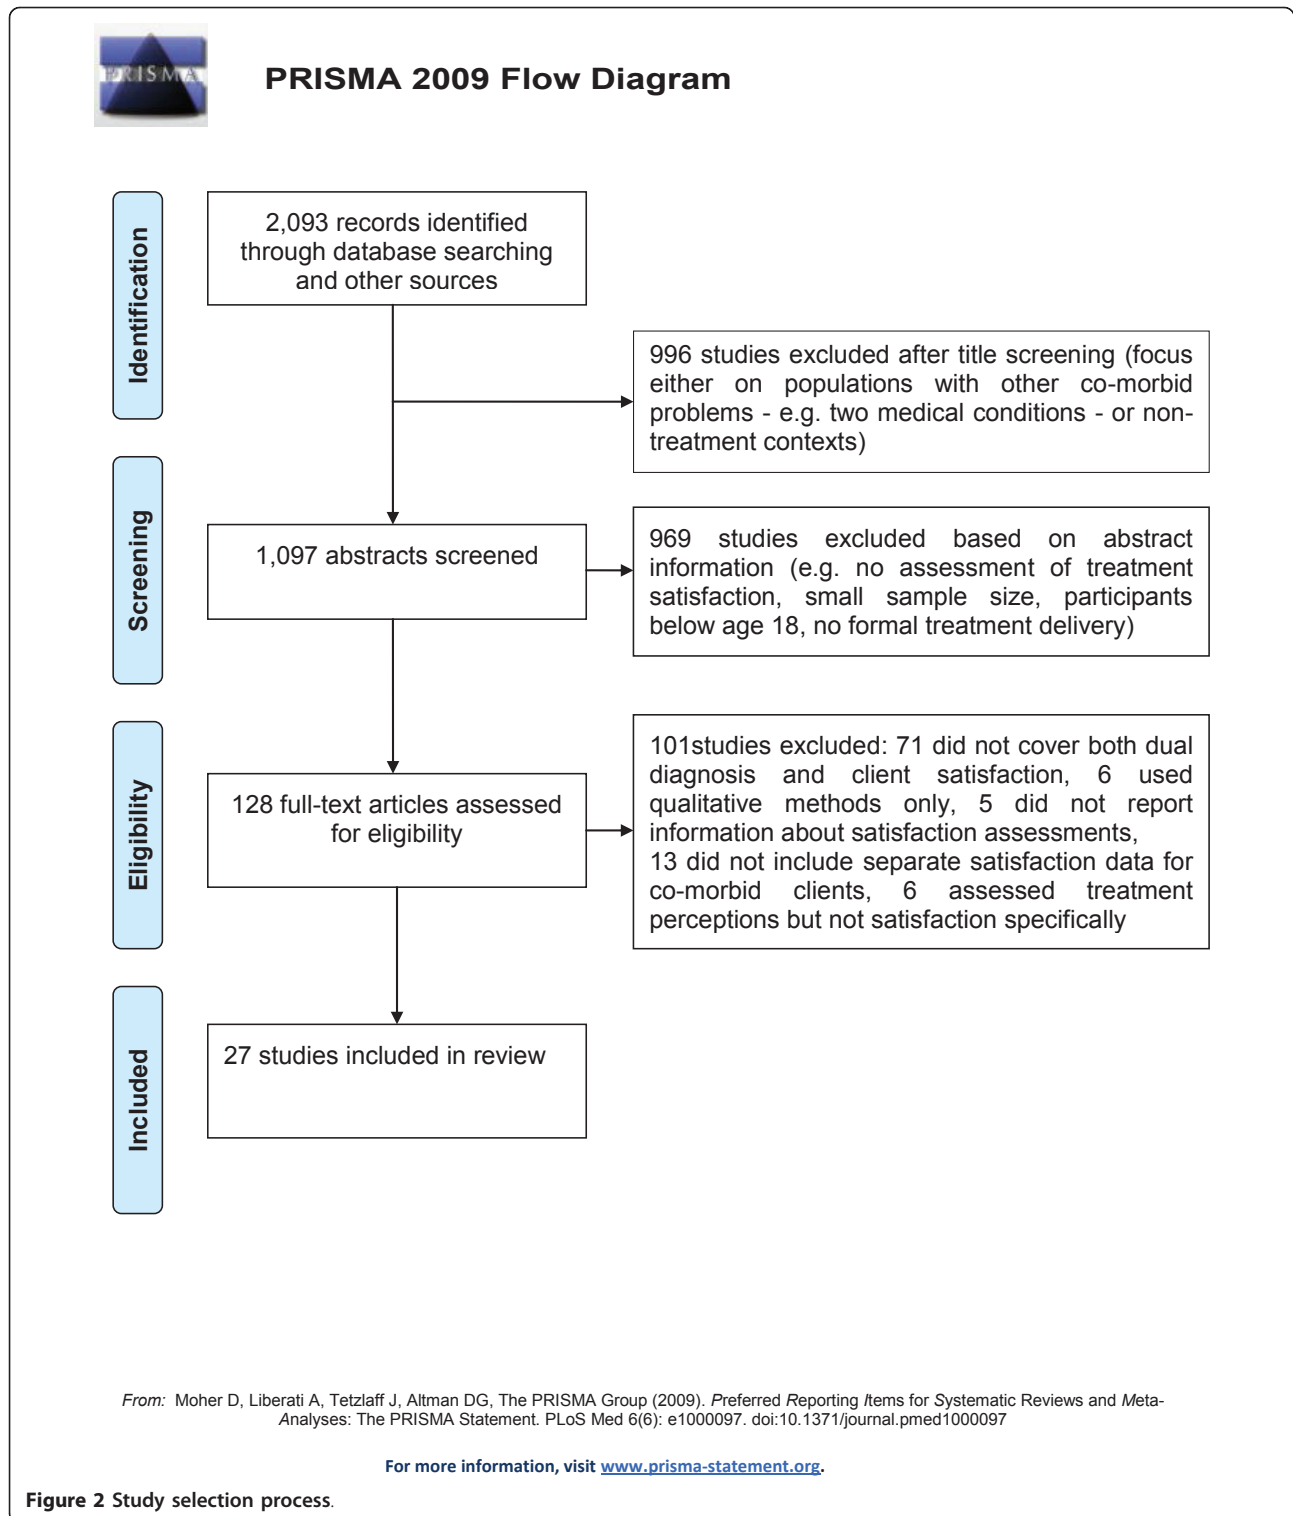 PRISMA
PRISMA 2009 Flow Diagram
Identification
2,093 records identified
through database searching
and other sources
996 studies excluded after title screening (focus
either on populations with other co-morbid
problems - e.g. two medical conditions - or non-
treatment contexts)
Screening
1,097 abstracts screened
969 studies excluded based on abstract
information (e.g. no assessment of treatment
satisfaction, small sample size, participants
below age 18, no formal treatment delivery)
Eligibility
128 full-text articles assessed
for eligibility
101studies excluded: 71 did not cover both dual
diagnosis and client satisfaction, 6 used
qualitative methods only, 5 did not report
information about satisfaction assessments,
13 did not include separate satisfaction data for
co-morbid clients, 6 assessed treatment
perceptions but not satisfaction specifically
Included
27 studies included in review
From: Moher D, Liberati A, Tetzlaff J, Altman DG, The PRISMA Group (2009). Preferred Reporting Items for Systematic Reviews and Meta-
Analyses: The PRISMA Statement. PLoS Med 6(6): e1000097. doi:10.1371/journal.pmed1000097
For more information, visit www.prisma-statement.org.
Figure 2 Study selection process.